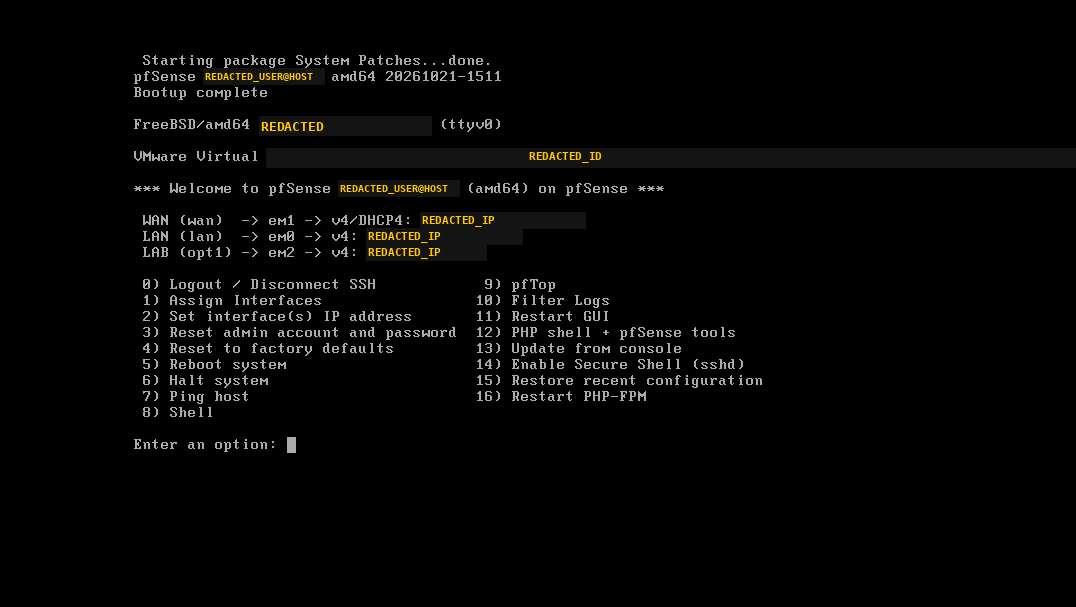 Starting package System Patches...done.
pfSense REDACTED_USER@HOST amd64 20261021-1511
Bootup complete
FreeBSD/amd64 REDACTED (ttyv0)
VMware Virtual REDACTED_ID
*** Welcome to pfSense REDACTED_USER@HOST (amd64) on pfSense ***
WAN (wan) -> em1 -> v4/DHCP4: REDACTED_IP
LAN (lan) -> em0 -> v4: REDACTED_IP
LAB (opt1) -> em2 -> v4: REDACTED_IP
0) Logout / Disconnect SSH 9) pfTop
1) Assign Interfaces 10) Filter Logs
2) Set interface(s) IP address 11) Restart GUI
3) Reset admin account and password 12) PHP shell + pfSense tools
4) Reset to factory defaults 13) Update from console
5) Reboot system 14) Enable Secure Shell (sshd)
6) Halt system 15) Restore recent configuration
7) Ping host 16) Restart PHP-FPM
8) Shell
Enter an option: